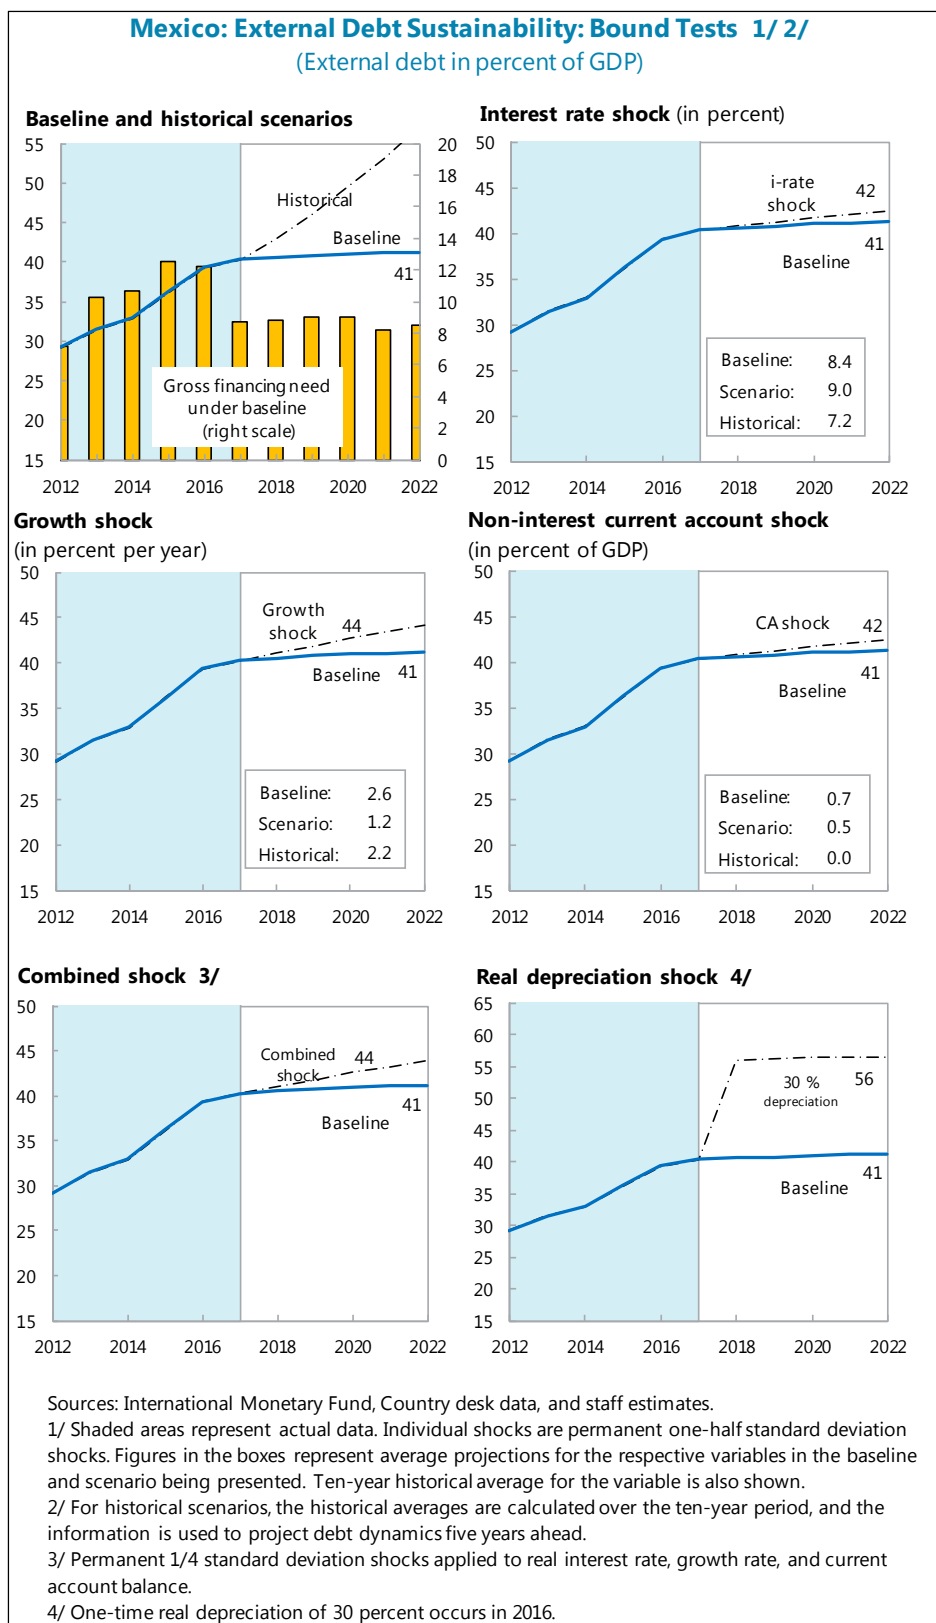 Mexico: External Debt Sustainability: Bound Tests 1/ 2/
(External debt in percent of GDP)
Baseline and historical scenarios
55
50
45
40
35
30
25
20
15
20
18
16
14
12
10
8
6
4
2
0
Historical
Baseline
41
Gross financing need
under baseline
(right scale)
2012 2014 2016 2018 2020 2022
Interest rate shock (in percent)
50
45
40
35
30
25
20
15
i-rate
shock
42
41
Baseline
Baseline: 8.4
Scenario: 9.0
Historical: 7.2
2012 2014 2016 2018 2020 2022
Growth shock
(in percent per year)
50
45
40
35
30
25
20
15
Growth
shock
44
Baseline
41
Baseline: 2.6
Scenario: 1.2
Historical: 2.2
2012 2014 2016 2018 2020 2022
Non-interest current account shock
(in percent of GDP)
50
45
40
35
30
25
20
15
CA shock
42
41
Baseline
Baseline: 0.7
Scenario: 0.5
Historical: 0.0
2012 2014 2016 2018 2020 2022
Combined shock 3/
50
45
40
35
30
25
20
15
Combined
shock
44
41
Baseline
2012 2014 2016 2018 2020 2022
Real depreciation shock 4/
65
60
55
50
45
40
35
30
25
20
15
30 %
depreciation
56
41
Baseline
2012 2014 2016 2018 2020 2022
Sources: International Monetary Fund, Country desk data, and staff estimates.
1/ Shaded areas represent actual data. Individual shocks are permanent one-half standard deviation
shocks. Figures in the boxes represent average projections for the respective variables in the baseline
and scenario being presented. Ten-year historical average for the variable is also shown.
2/ For historical scenarios, the historical averages are calculated over the ten-year period, and the
information is used to project debt dynamics five years ahead.
3/ Permanent 1/4 standard deviation shocks applied to real interest rate, growth rate, and current
account balance.
4/ One-time real depreciation of 30 percent occurs in 2016.